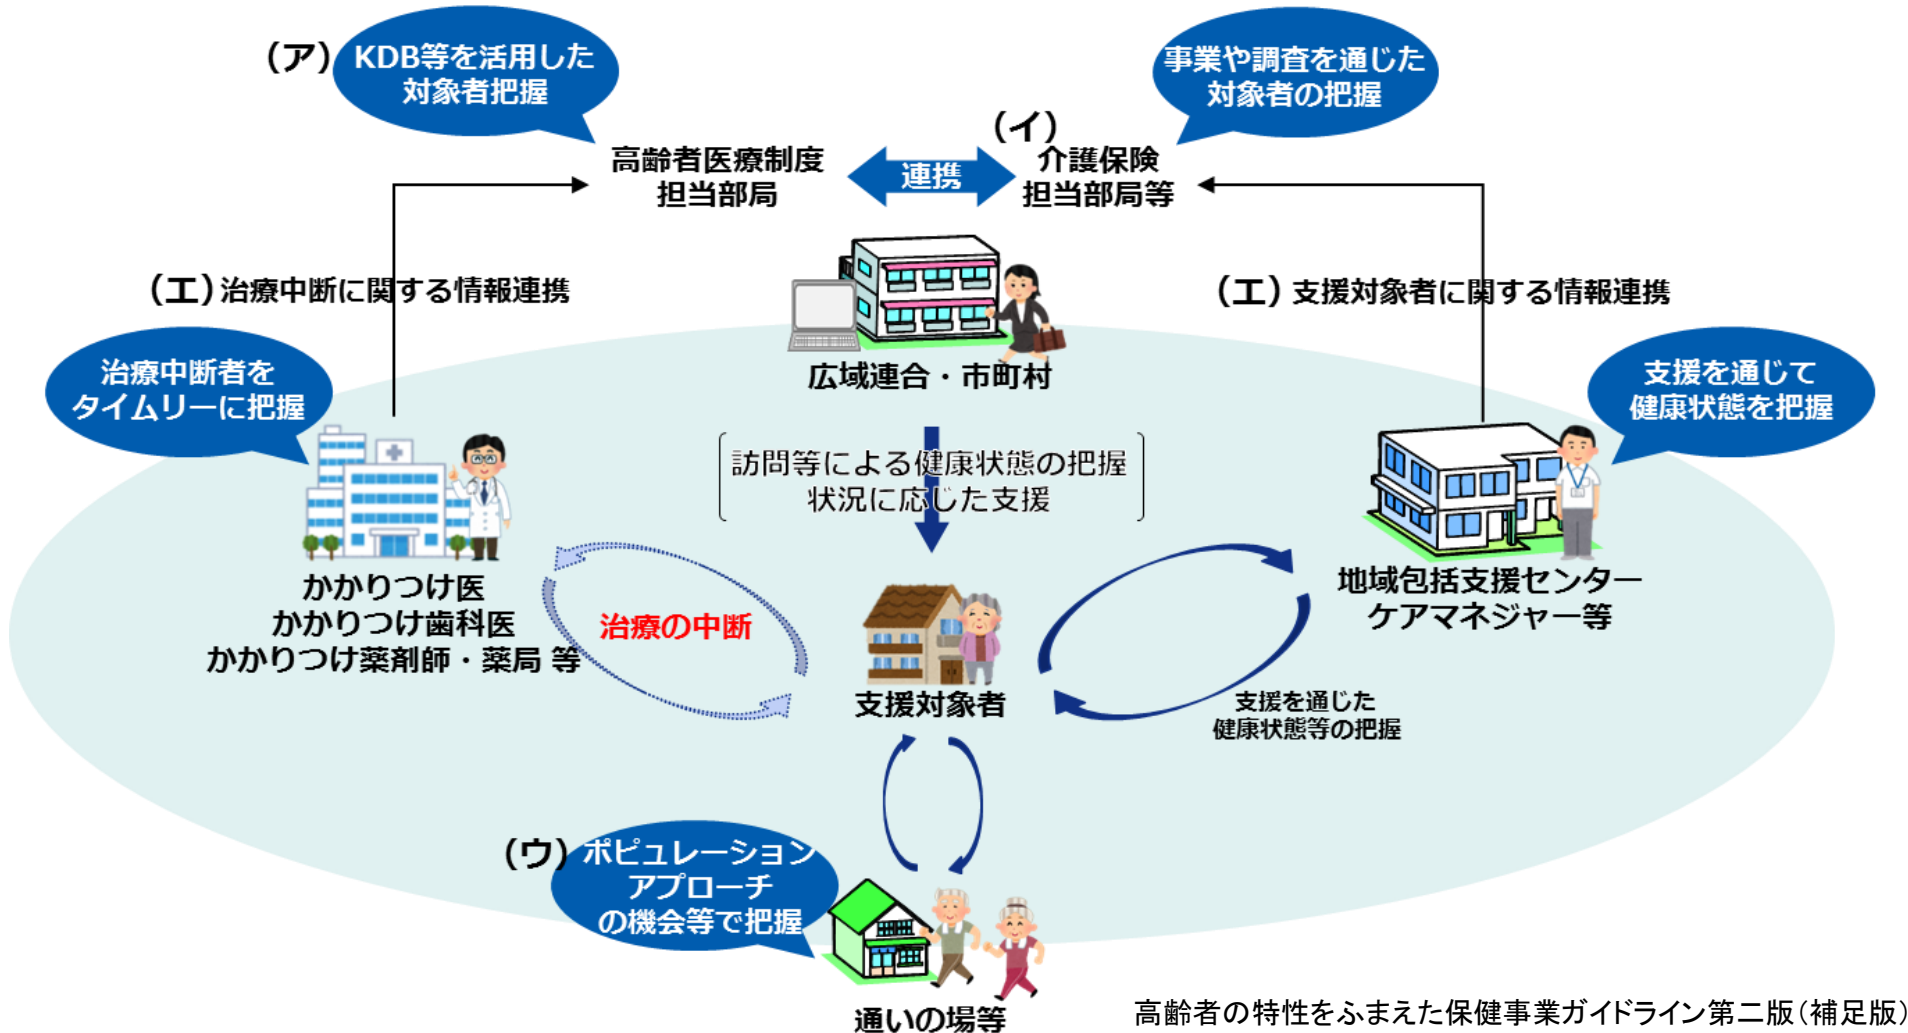 （ア）
KDB等を活用した
対象者把握
事業や調査を通じた
対象者の把握
（イ）
高齢者医療制度
担当部局
連携
介護保険
担当部局等
（エ）治療中断に関する情報連携
（エ）支援対象者に関する情報連携
広域連合・市町村
治療中断者を
タイムリーに把握
支援を通じて
健康状態を把握
訪問等による健康状態の把握
状況に応じた支援
かかりつけ医
かかりつけ歯科医
かかりつけ薬剤師・薬局 等
治療の中断
支援対象者
地域包括支援センター
ケアマネジャー等
支援を通じた
健康状態等の把握
（ウ）
ポピュレーション
アプローチ
の機会等で把握
通いの場等
高齢者の特性をふまえた保健事業ガイドライン第二版（補足版）